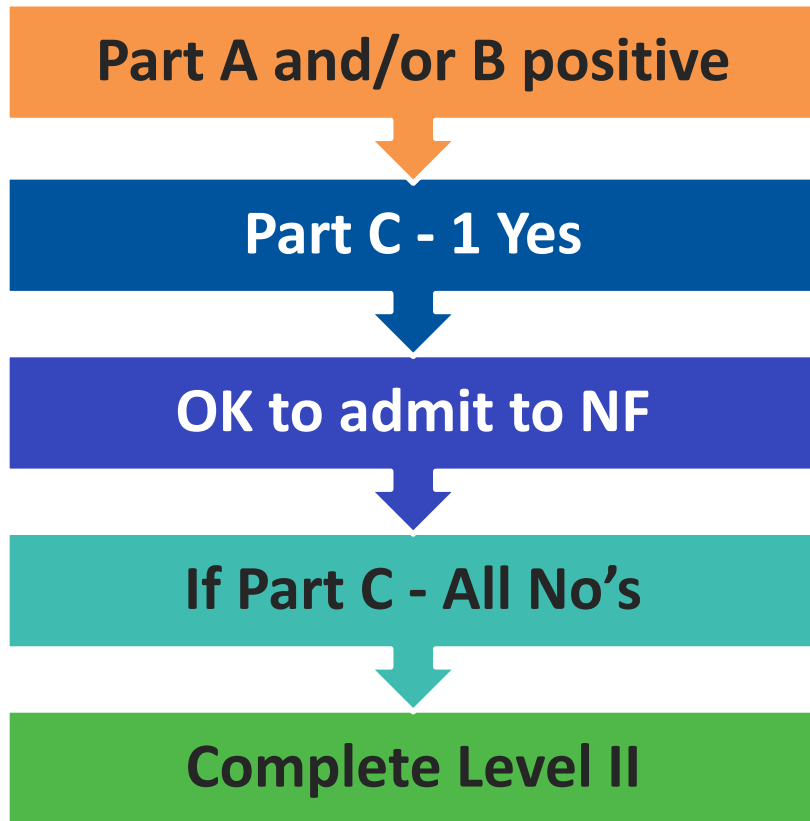 Part A and/or B positive
Part C - 1 Yes
OK to admit to NF
If Part C - All No’s
Complete Level II